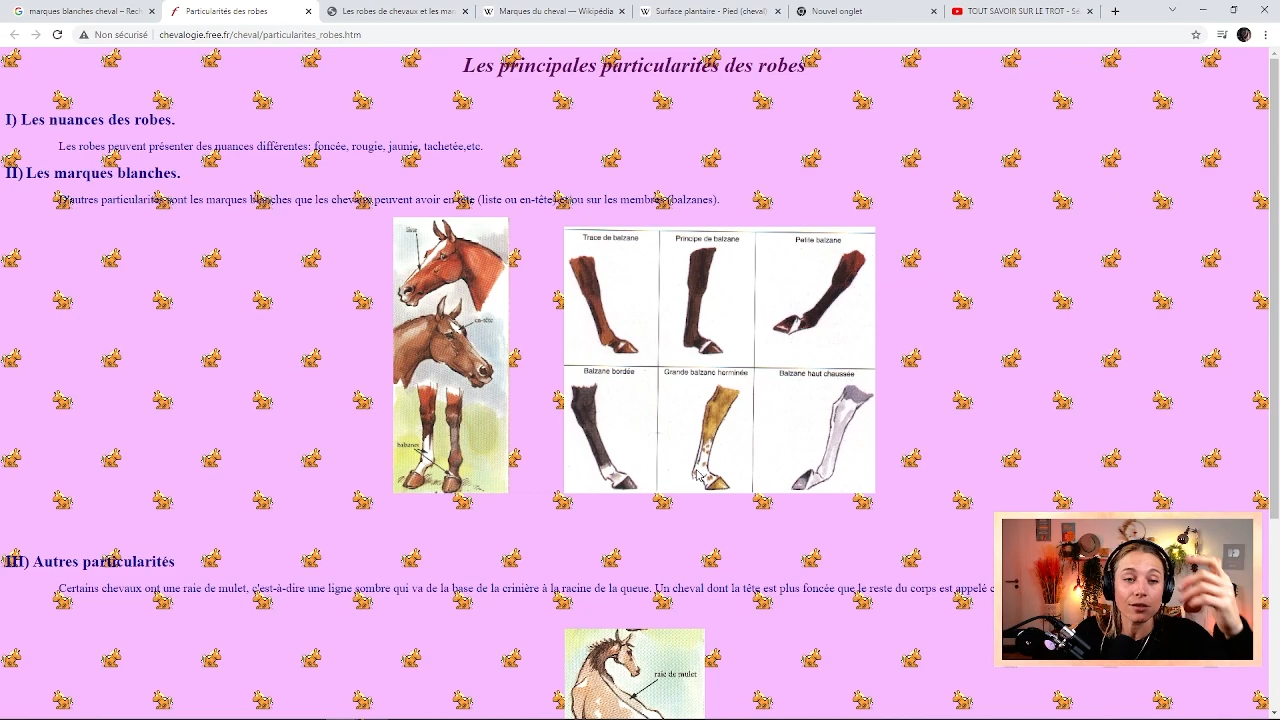 marques blanches cheval – Rech
Particularités des robes
Les robes de chevaux et les mar
Marques du cheval — Wikipédia
Surface plantaire - Pied (cheval)
Nouvel onglet
TOUT SAVOIR SUR LE TROT - Sé
Non sécurisé
chevalogie.free.fr/cheval/particularites_robes.htm
Les principales particularités des robes
I) Les nuances des robes.
Les robes peuvent présenter des nuances différentes: foncée, rougie, jaunie, tachetée,etc.
II) Les marques blanches.
D'autres particularités sont les marques blanches que les chevaux peuvent avoir en tête (liste ou en-tête) ou sur les membres (balzanes).
liste
en-tête
balzanes
Trace de balzane
Principe de balzane
Petite balzane
Balzane bordée
Grande balzane herminée
Balzane haut chaussée
III) Autres particularités
Certains chevaux ont une raie de mulet, c'est-à-dire une ligne sombre qui va de la base de la crinière à la racine de la queue. Un cheval dont la tête est plus foncée que le reste du corps est appelé c
raie de mulet